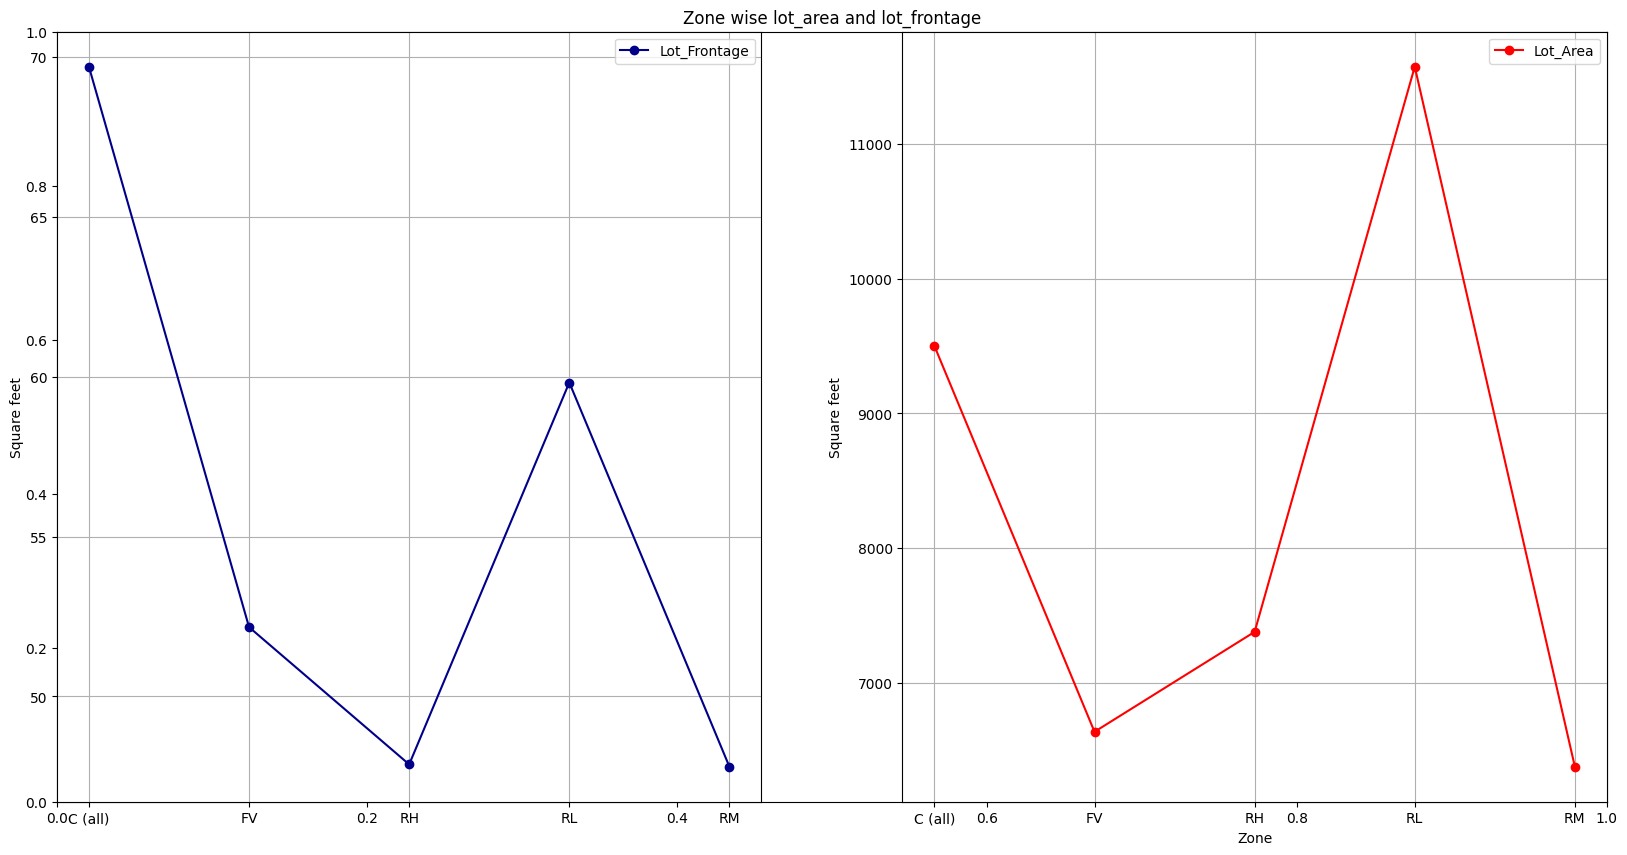 Zone wise lot_area and lot_frontage
1.0
70
0.8
65
0.6
60
0.4
55
0.2
50
0.0
Square feet
Lot_Frontage
0.0
C (all)
FV
0.2
RH
RL
0.4
RM
11000
10000
9000
8000
7000
Square feet
Lot_Area
C (all)
0.6
FV
RH
0.8
RL
RM
1.0
Zone